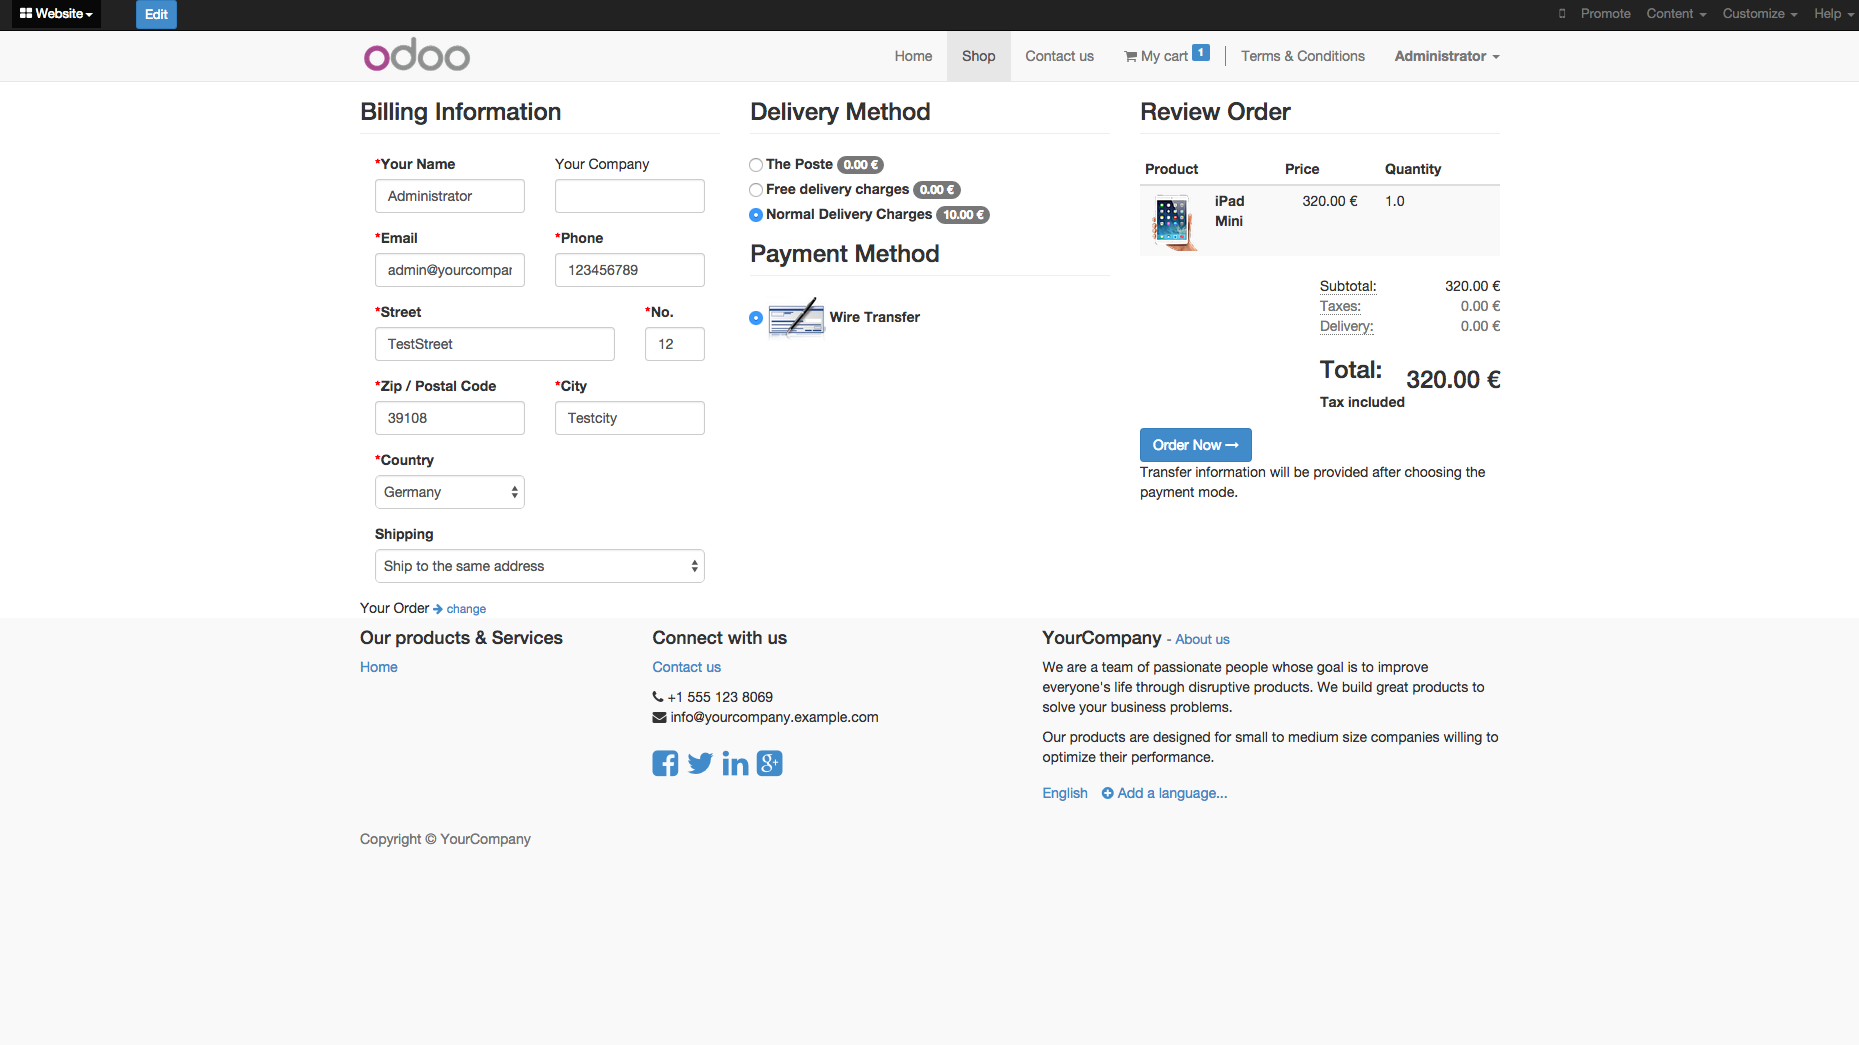 Website
Edit
Promote
Content
Customize
Help
odoo
Home
Shop
Contact us
My cart 1
Terms & Conditions
Administrator
Billing Information
*Your Name
Your Company
Administrator
*Email
*Phone
admin@yourcompar
123456789
*Street
*No.
TestStreet
12
*Zip / Postal Code
*City
39108
Testcity
*Country
Germany
Shipping
Ship to the same address
Your Order change
Delivery Method
The Poste 0.00 €
Free delivery charges 0.00 €
Normal Delivery Charges 10.00 €
Payment Method
Wire Transfer
Review Order
Product Price Quantity
iPad Mini 320.00 € 1.0
Subtotal: 320.00 €
Taxes: 0.00 €
Delivery: 0.00 €
Total: 320.00 €
Tax included
Order Now
Transfer information will be provided after choosing the
payment mode.
Our products & Services
Home
Connect with us
Contact us
+1 555 123 8069
info@yourcompany.example.com
YourCompany - About us
We are a team of passionate people whose goal is to improve
everyone's life through disruptive products. We build great products to
solve your business problems.
Our products are designed for small to medium size companies willing to
optimize their performance.
English Add a language...
Copyright © YourCompany